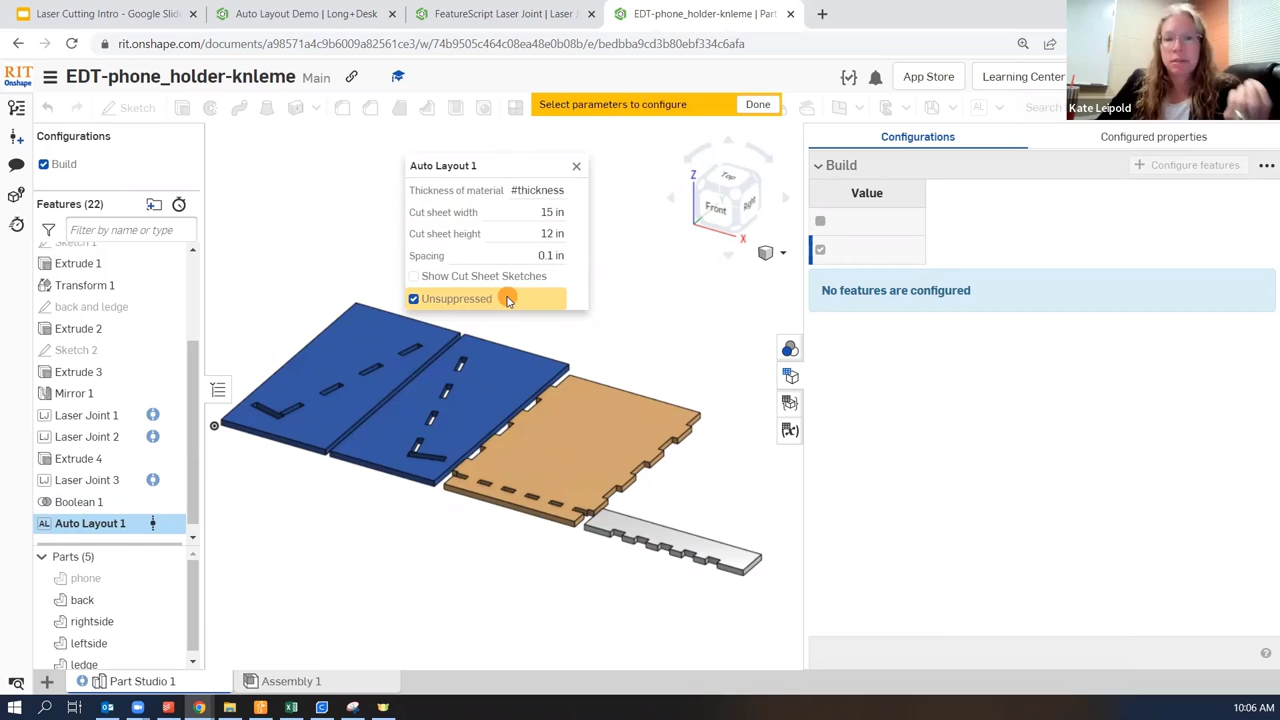 Laser Cutting Intro - Google Slide
Auto Layout Demo | Long+Desk
FeatureScript Laser Joint | Laser J
EDT-phone_holder-knleme | Part
rit.onshape.com/documents/a98571a4c9b6009a82561ce3/w/74b9505c464c08ea48e0b08b/e/bedbba9cd3b80ebf334c6afa
RIT
Onshape
EDT-phone_holder-knleme Main
App Store
Learning Center
Kate Leipold
Sketch
Select parameters to configure
Done
Search
Configurations
Build
Features (22)
Filter by name or type
Sketch 1
Extrude 1
Transform 1
back and ledge
Extrude 2
Sketch 2
Extrude 3
Mirror 1
Laser Joint 1
Laser Joint 2
Extrude 4
Laser Joint 3
Boolean 1
AL Auto Layout 1
Parts (5)
phone
back
rightside
leftside
ledge
Auto Layout 1
Thickness of material #thickness
Cut sheet width 15 in
Cut sheet height 12 in
Spacing 0.1 in
Show Cut Sheet Sketches
Unsuppressed
Z
Top
Front
Right
X
Configurations
Configured properties
Build
Configure features
Value
No features are configured
Part Studio 1
Assembly 1
10:06 AM